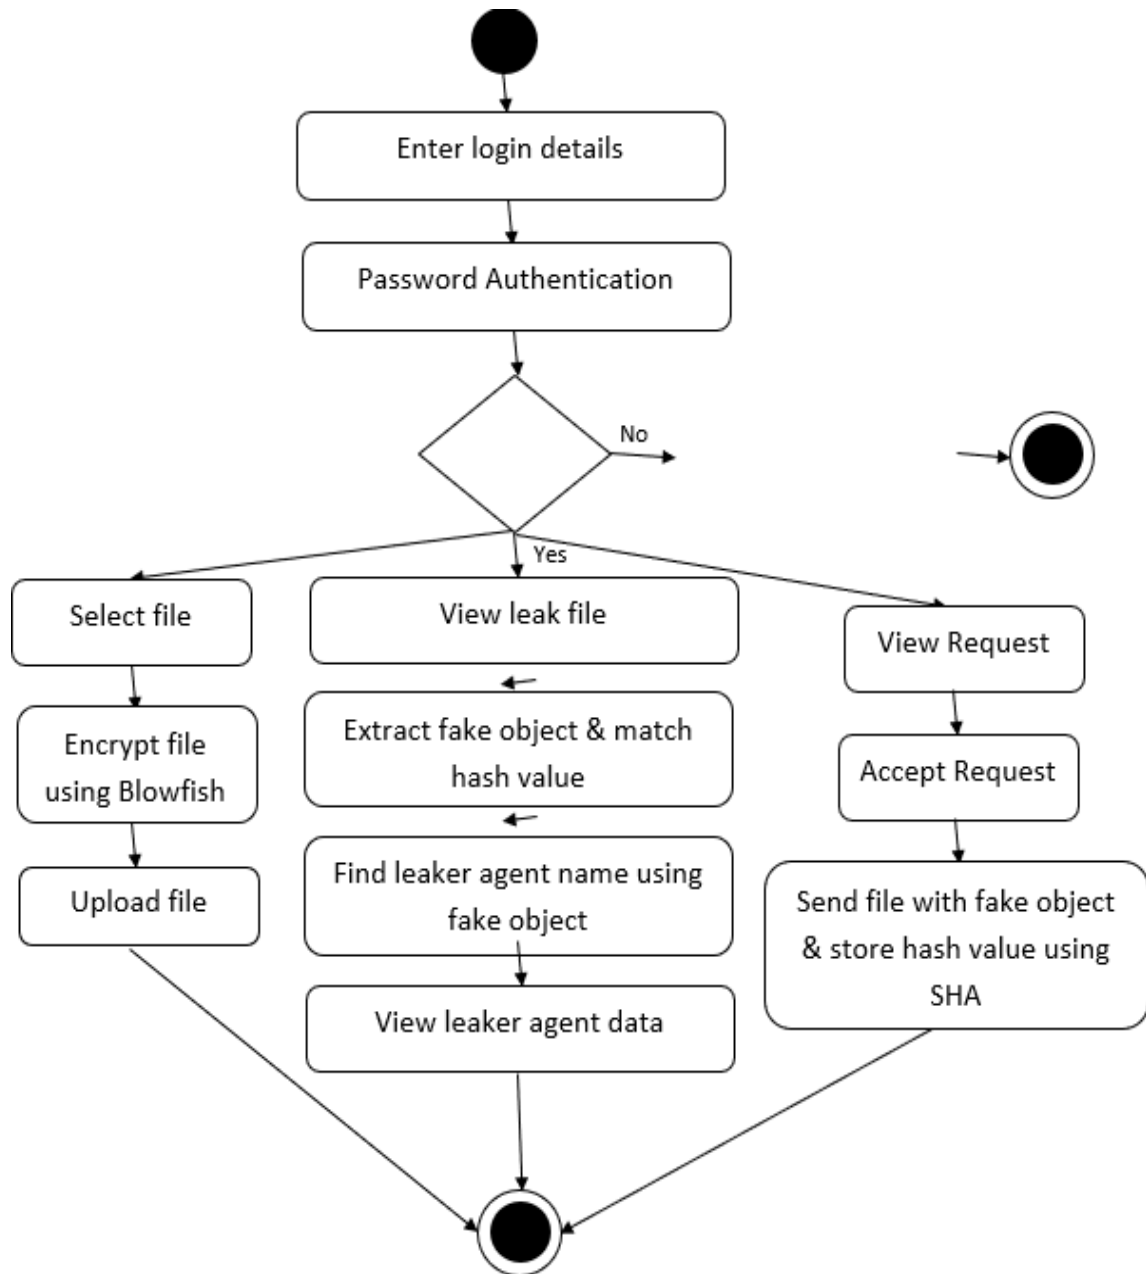 Enter login details
Password Authentication
No
Yes
Select file
View leak file
View Request
Encrypt file
using Blowfish
Extract fake object & match
hash value
Accept Request
Upload file
Find leaker agent name using
fake object
Send file with fake object
& store hash value using
SHA
View leaker agent data